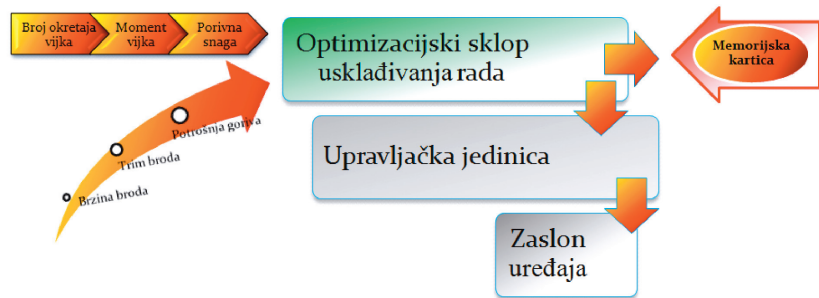 Broj okretaja
vijka
Moment
vijka
Porivna
snaga
Optimizacijski sklop
usklađivanja rada
Memorijska
kartica
Potrošnja goriva
Trim broda
Brzina broda
Upravljačka jedinica
Zaslon
uređaja